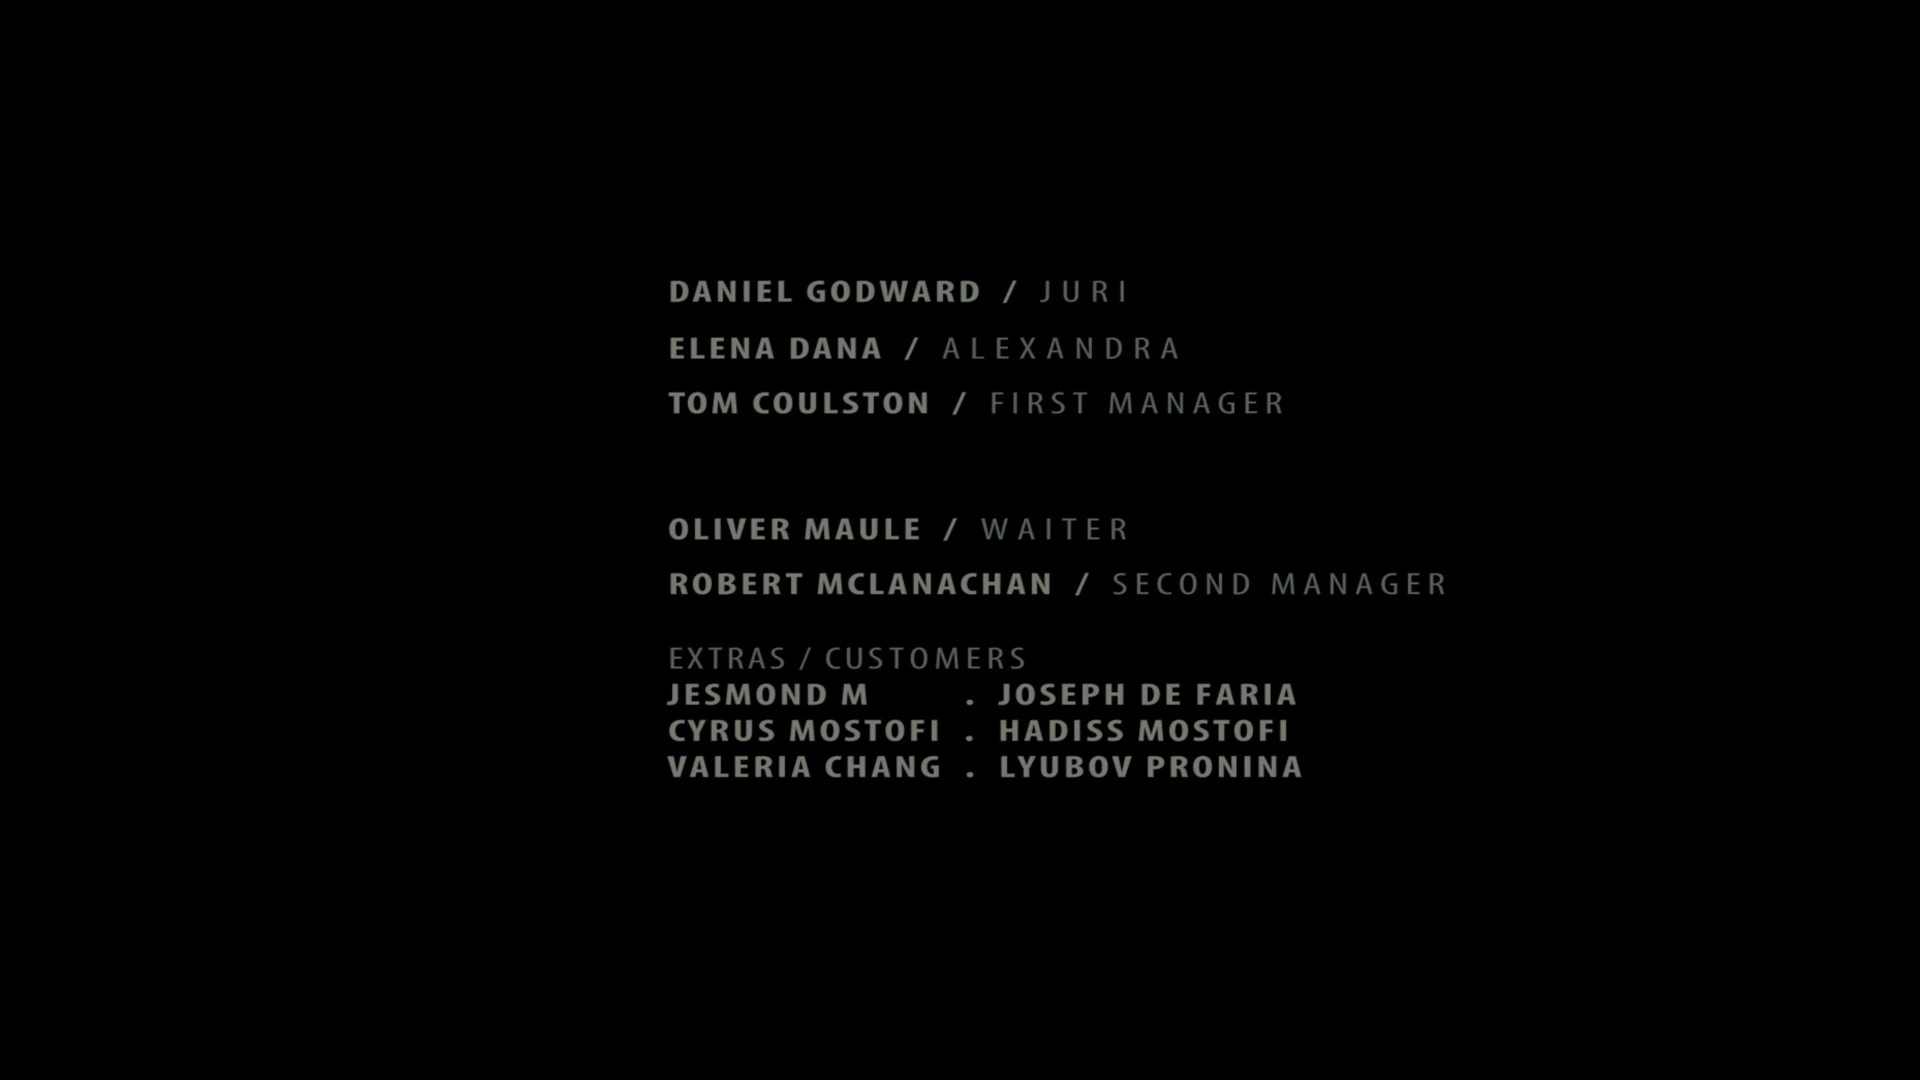 DANIEL GODWARD / JURI
ELENA DANA / ALEXANDRA
TOM COULSTON / FIRST MANAGER
OLIVER MAULE / WAITER
ROBERT MCLANACHAN / SECOND MANAGER
EXTRAS / CUSTOMERS
JESMOND M . JOSEPH DE FARIA
CYRUS MOSTOFI . HADISS MOSTOFI
VALERIA CHANG . LYUBOV PRONINA